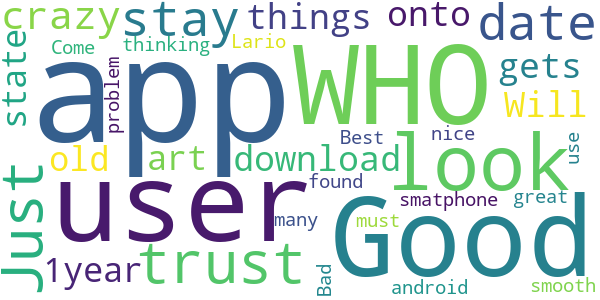 crazy
stay
things
onto
date
Come
thinking
Lario
state
problem
app
WHO
gets
Will
old
art
download
Best
nice
use
look
Just
user
found
smatphone
great
many
must
Good
1year
trust
Bad
android
smooth